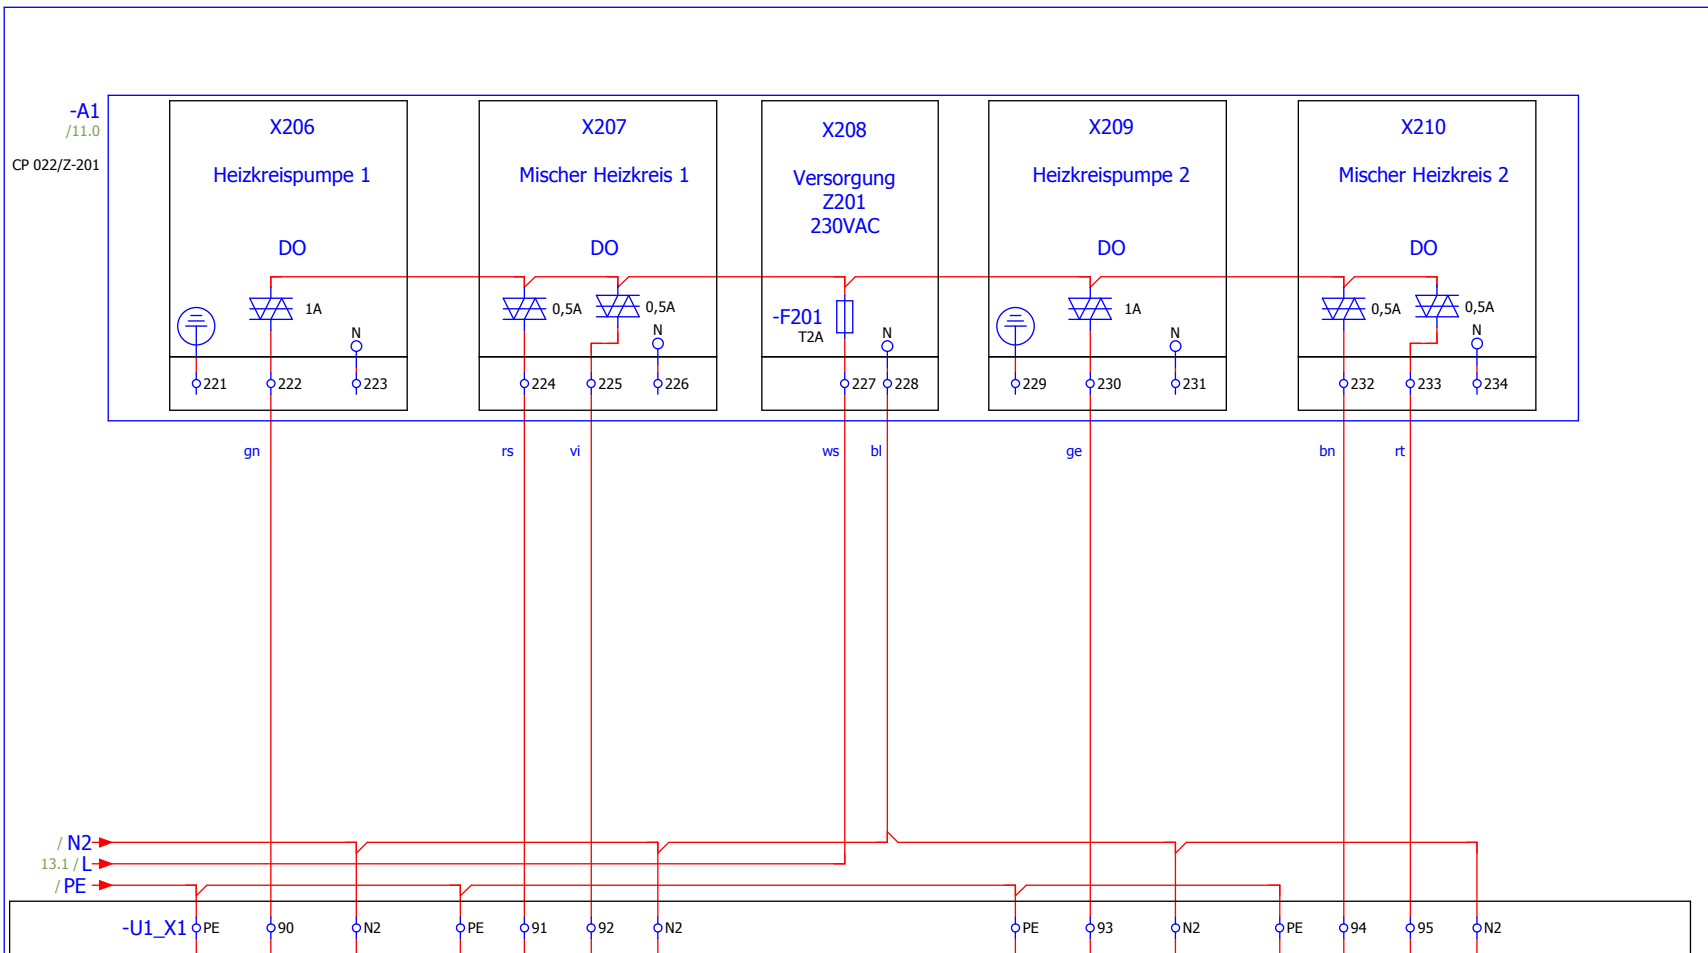 -A1
/11.0
CP 022/Z-201
X206
Heizkreispumpe 1
DO
1A
N
221
222
223
X207
Mischer Heizkreis 1
DO
0,5A
0,5A
N
224
225
226
X208
Versorgung
Z201
230VAC
-F201
T2A
N
227
228
X209
Heizkreispumpe 2
DO
1A
N
229
230
231
X210
Mischer Heizkreis 2
DO
0,5A
0,5A
N
232
233
234
gn
rs
vi
ws
bl
ge
bn
rt
/ N2
13.1 / L
/ PE
-U1_X1
PE
90
N2
PE
91
92
N2
PE
93
N2
PE
94
95
N2